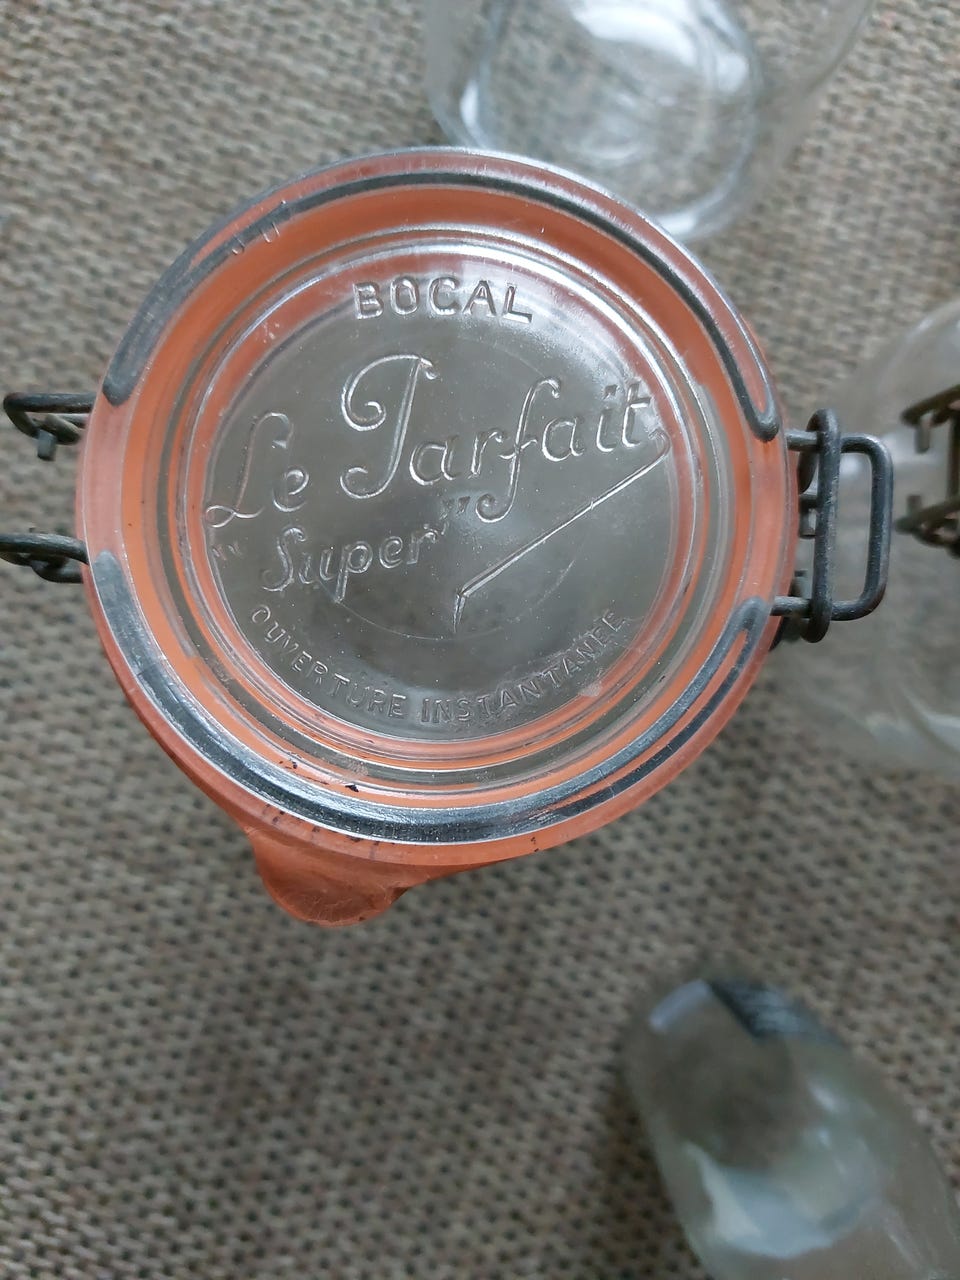 BOCAL
Le Parfait
"Super"
OUVERTURE INSTANTANÉE